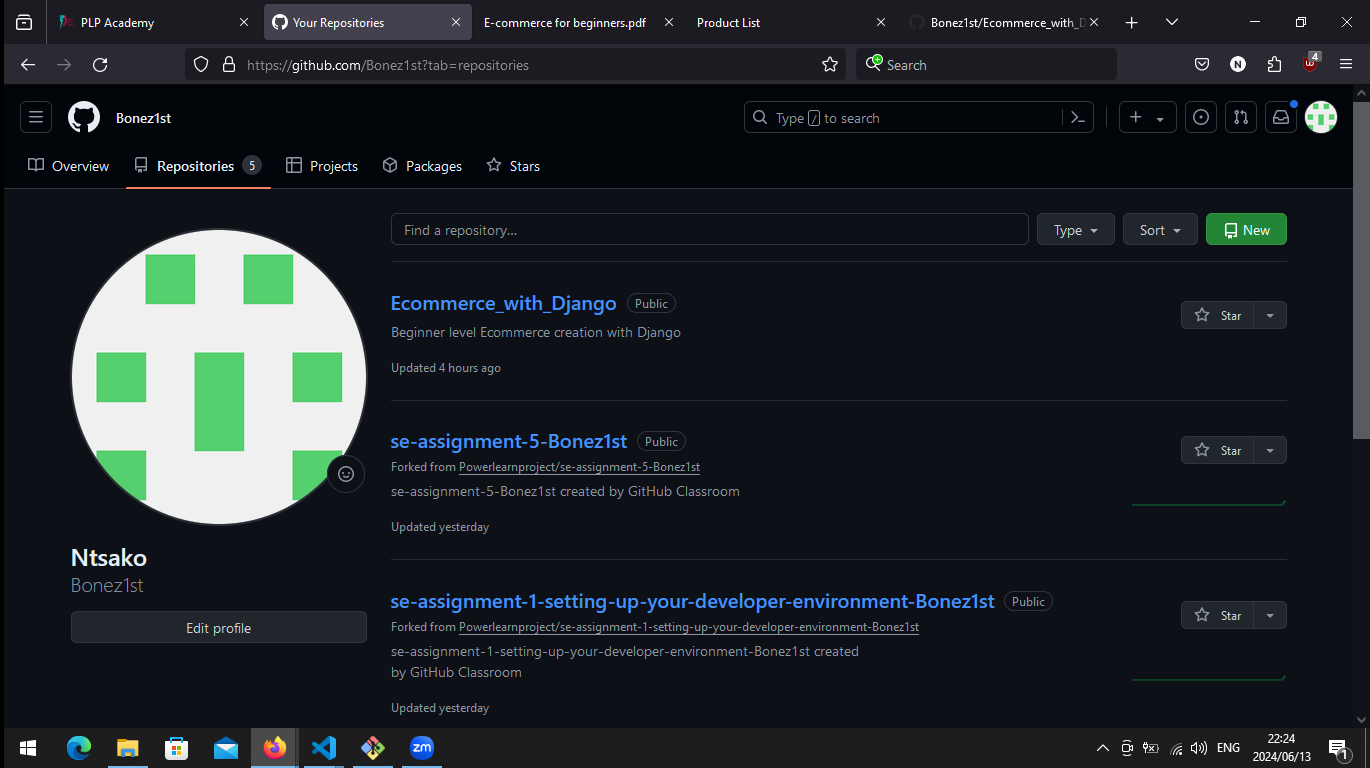 PLP Academy
Your Repositories
E-commerce for beginners.pdf
Product List
Bonez1st/Ecommerce_with_D
https://github.com/Bonez1st?tab=repositories
Search
N
4
Bonez1st
Type / to search
Overview
Repositories 5
Projects
Packages
Stars
Find a repository...
Type
Sort
New
Ecommerce_with_Django Public
Star
Beginner level Ecommerce creation with Django
Updated 4 hours ago
se-assignment-5-Bonez1st Public
Star
Forked from Powerlearnproject/se-assignment-5-Bonez1st
se-assignment-5-Bonez1st created by GitHub Classroom
Updated yesterday
Ntsako
Bonez1st
Edit profile
se-assignment-1-setting-up-your-developer-environment-Bonez1st Public
Star
Forked from Powerlearnproject/se-assignment-1-setting-up-your-developer-environment-Bonez1st
se-assignment-1-setting-up-your-developer-environment-Bonez1st created
by GitHub Classroom
Updated yesterday
zm
ENG
22:24
2024/06/13
1